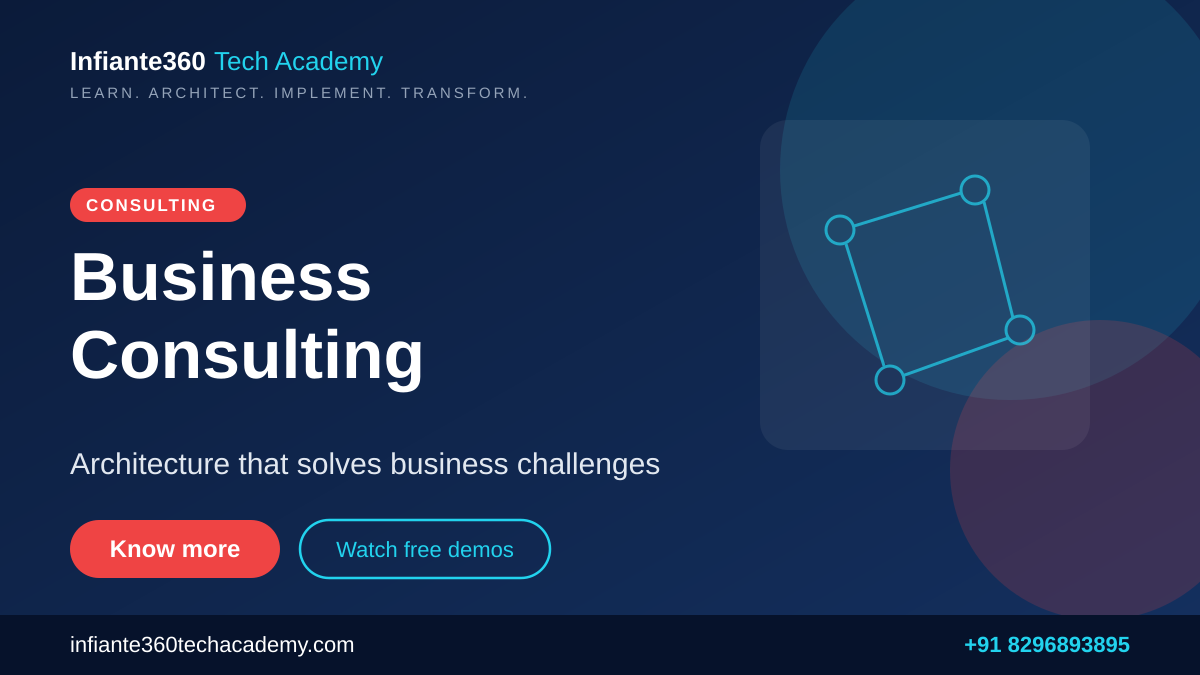 Infiante360 Tech Academy
LEARN. ARCHITECT. IMPLEMENT. TRANSFORM.
CONSULTING
Business
Consulting
Architecture that solves business challenges
Know more
Watch free demos
infiante360techacademy.com
+91 8296893895